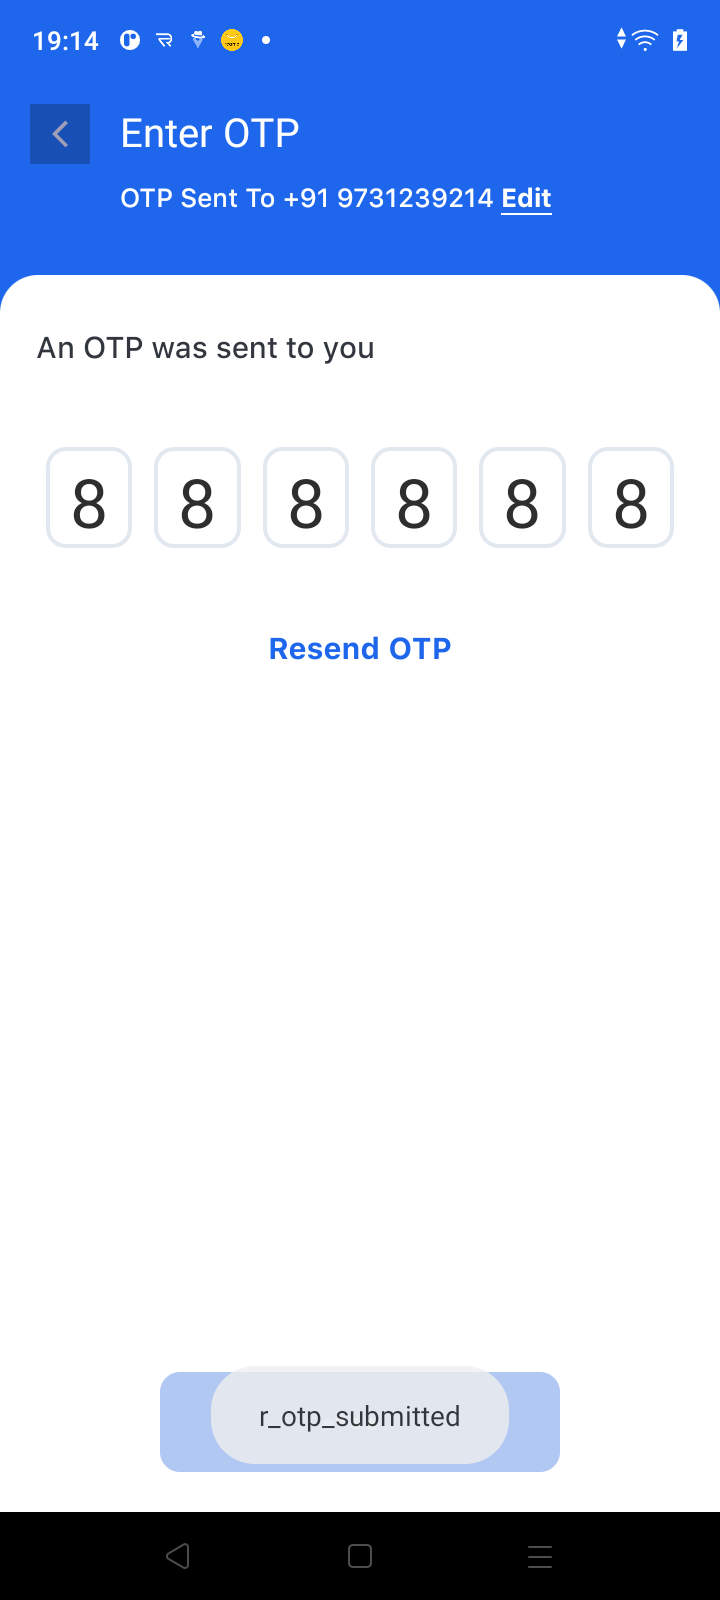 19:14
Enter OTP
OTP Sent To +91 9731239214 Edit
An OTP was sent to you
8 8 8 8 8 8
Resend OTP
r_otp_submitted